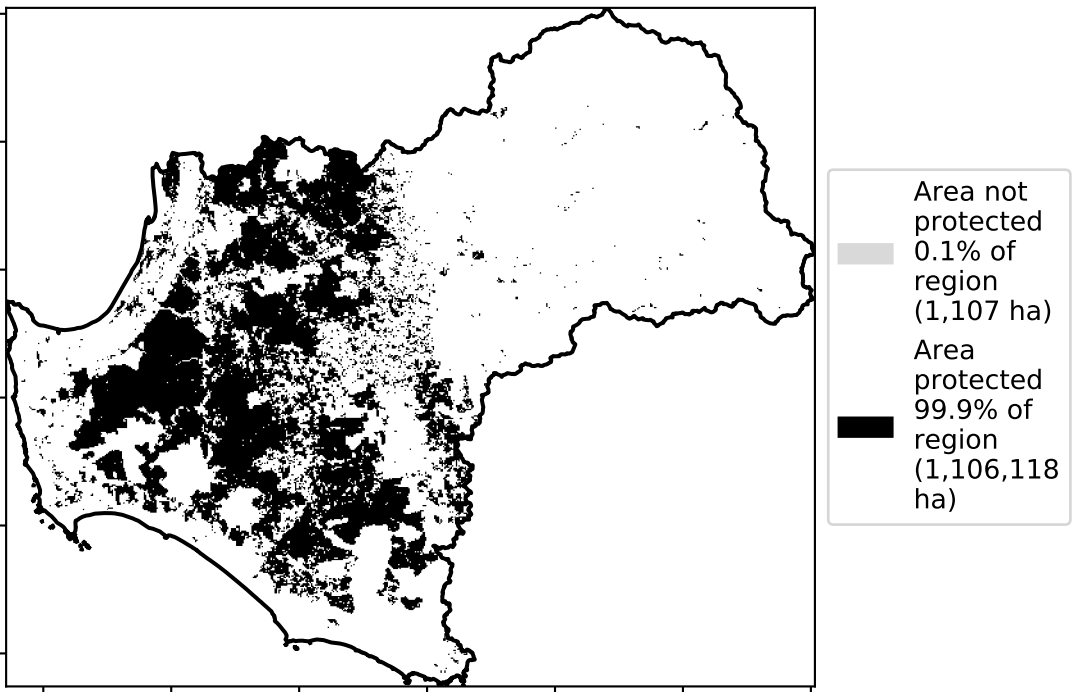 Area not
protected
0.1% of
region
(1,107 ha)
Area
protected
99.9% of
region
(1,106,118
ha)